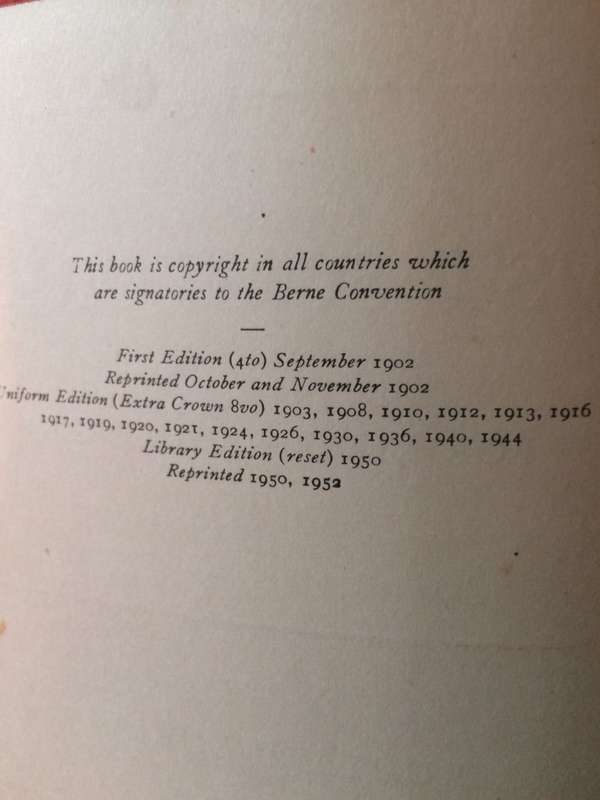 This book is copyright in all countries which
are signatories to the Berne Convention
First Edition (4to) September 1902
Reprinted October and November 1902
Uniform Edition (Extra Crown 8vo) 1903, 1908, 1910, 1912, 1913, 1916
1917, 1919, 1920, 1921, 1924, 1926, 1930, 1936, 1940, 1944
Library Edition (reset) 1950
Reprinted 1950, 1952